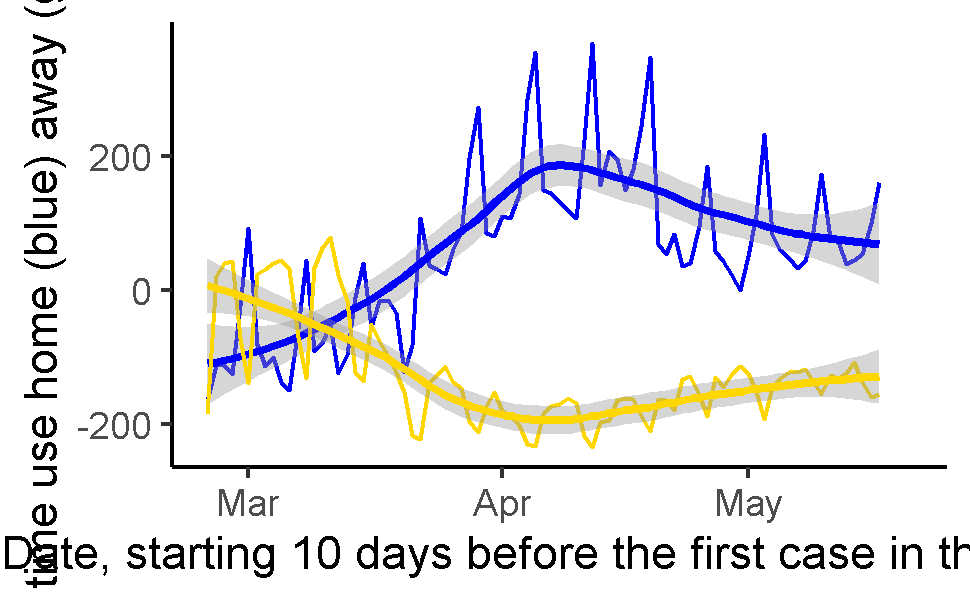 time use home (blue) away (
200
0
-200
Mar Apr May
Date, starting 10 days before the first case in th